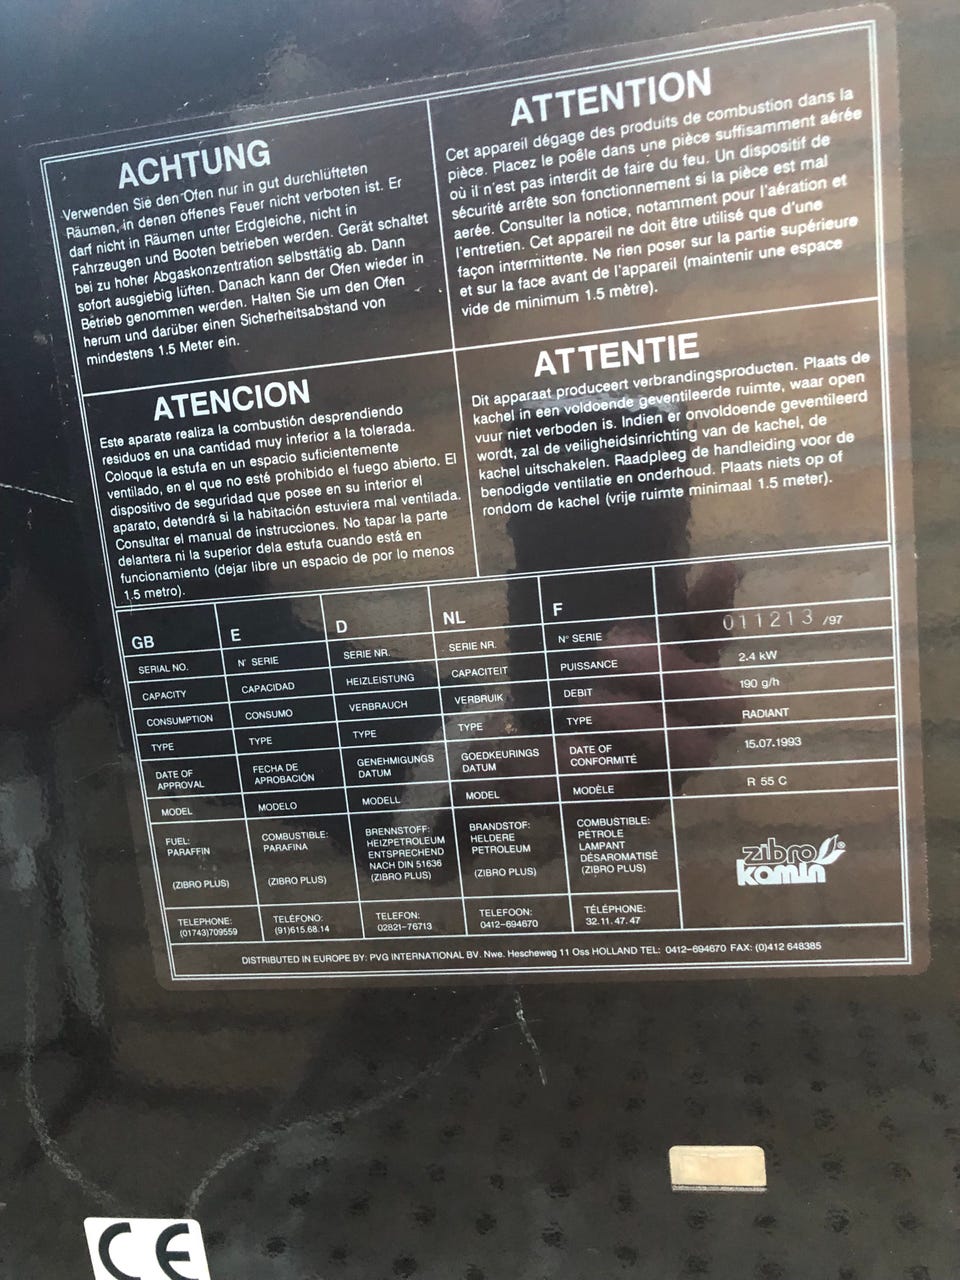 ACHTUNG
Verwenden Sie den Ofen nur in gut durchlüfteten
Räumen, in denen offenes Feuer nicht verboten ist. Er
darf nicht in Räumen unter Erdgleiche, nicht in
Fahrzeugen und Booten betrieben werden. Gerät schaltet
bei zu hoher Abgaskonzentration selbsttätig ab. Dann
sofort ausgiebig lüften. Danach kann der Ofen wieder in
Betrieb genommen werden. Halten Sie um den Ofen
herum und darüber einen Sicherheitsabstand von
mindestens 1.5 Meter ein.
ATTENTION
Cet appareil dégage des produits de combustion dans la
pièce. Placez le poêle dans une pièce suffisamment aérée
où il n'est pas interdit de faire du feu. Un dispositif de
sécurité arrête son fonctionnement si la pièce est mal
aerée. Consulter la notice, notamment pour l'aération et
l'entretien. Cet appareil ne doit être utilisé que d'une
façon intermittente. Ne rien poser sur la partie supérieure
et sur la face avant de l'appareil (maintenir une espace
vide de minimum 1.5 mètre).
ATENCION
Este aparate realiza la combustión desprendiendo
residuos en una cantidad muy inferior a la tolerada.
Coloque la estufa en un espacio suficientemente
ventilado, en el que no esté prohibido el fuego abierto. El
dispositivo de seguridad que posee en su interior el
aparato, detendrá si la habitación estuviera mal ventilada.
Consultar el manual de instrucciones. No tapar la parte
delantera ni la superior dela estufa cuando está en
funcionamiento (dejar libre un espacio de por lo menos
1.5 metro).
ATTENTIE
Dit apparaat produceert verbrandingsproducten. Plaats de
kachel in een voldoende geventileerde ruimte, waar open
vuur niet verboden is. Indien er onvoldoende geventileerd
wordt, zal de veiligheidsinrichting van de kachel, de
kachel uitschakelen. Raadpleeg de handleiding voor de
benodigde ventilatie en onderhoud. Plaats niets op of
rondom de kachel (vrije ruimte minimaal 1.5 meter).
GB E D NL F
SERIAL NO. N° SERIE SERIE NR. SERIE NR. N° SERIE 011213 /97
CAPACITY CAPACIDAD HEIZLEISTUNG CAPACITEIT PUISSANCE 2.4 kW
CONSUMPTION CONSUMO VERBRAUCH VERBRUIK DEBIT 190 g/h
TYPE TYPE TYPE TYPE TYPE RADIANT
DATE OF FECHA DE GENEHMIGUNGS GOEDKEURINGS DATE OF 15.07.1993
APPROVAL APROBACIÓN DATUM DATUM CONFORMITÉ
MODEL MODELO MODELL MODEL MODÈLE R 55 C
FUEL: COMBUSTIBLE: BRENNSTOFF: BRANDSTOF: COMBUSTIBLE:
PARAFFIN PARAFINA HEIZPETROLEUM HELDERE PÉTROLE
ENTSPRECHEND PETROLEUM LAMPANT
NACH DIN 51636 DÉSAROMATISÉ
(ZIBRO PLUS) (ZIBRO PLUS) (ZIBRO PLUS) (ZIBRO PLUS) (ZIBRO PLUS)
zibro®
kamin
TELEPHONE: TELÉFONO: TELEFON: TELEFOON: TÉLÉPHONE:
(01743)709559 (91)615.68.14 02821-76713 0412-694670 32.11.47.47
DISTRIBUTED IN EUROPE BY: PVG INTERNATIONAL BV. Nwe. Hescheweg 11 Oss HOLLAND TEL: 0412-694670 FAX: (0)412 648385
CE